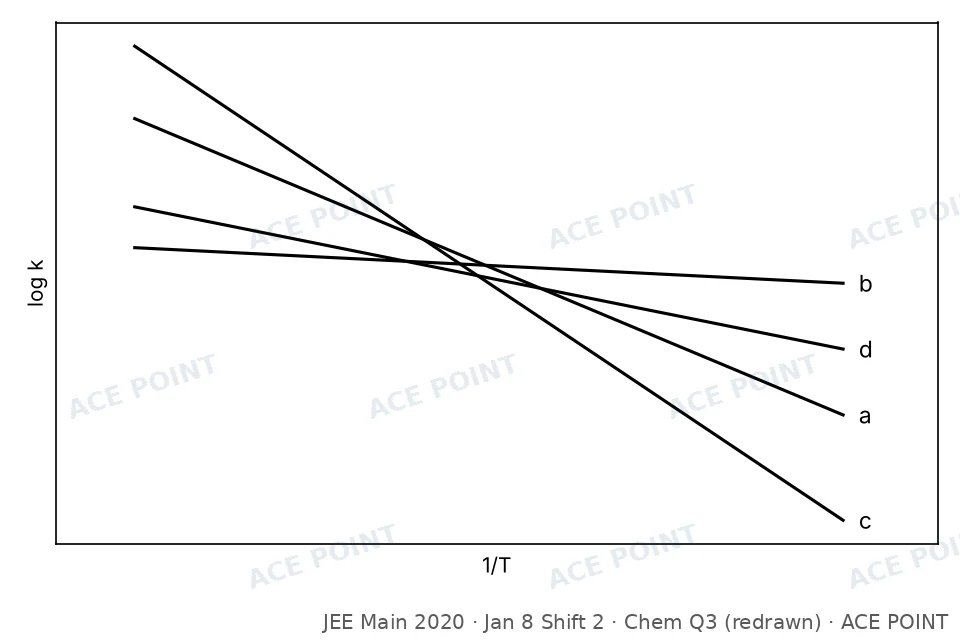 ACE POINT ACE POINT ACE POINT
log k
b
d
ACE POINT ACE POINT ACE POINT
a
c
ACE POINT ACE POINT ACE POINT
1/T
JEE Main 2020 · Jan 8 Shift 2 · Chem Q3 (redrawn) · ACE POINT